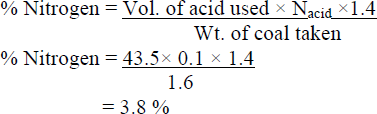 % Nitrogen = Vol. of acid used × Nacid ×1.4
Wt. of coal taken
% Nitrogen = 43.5× 0.1 × 1.4
1.6
= 3.8 %